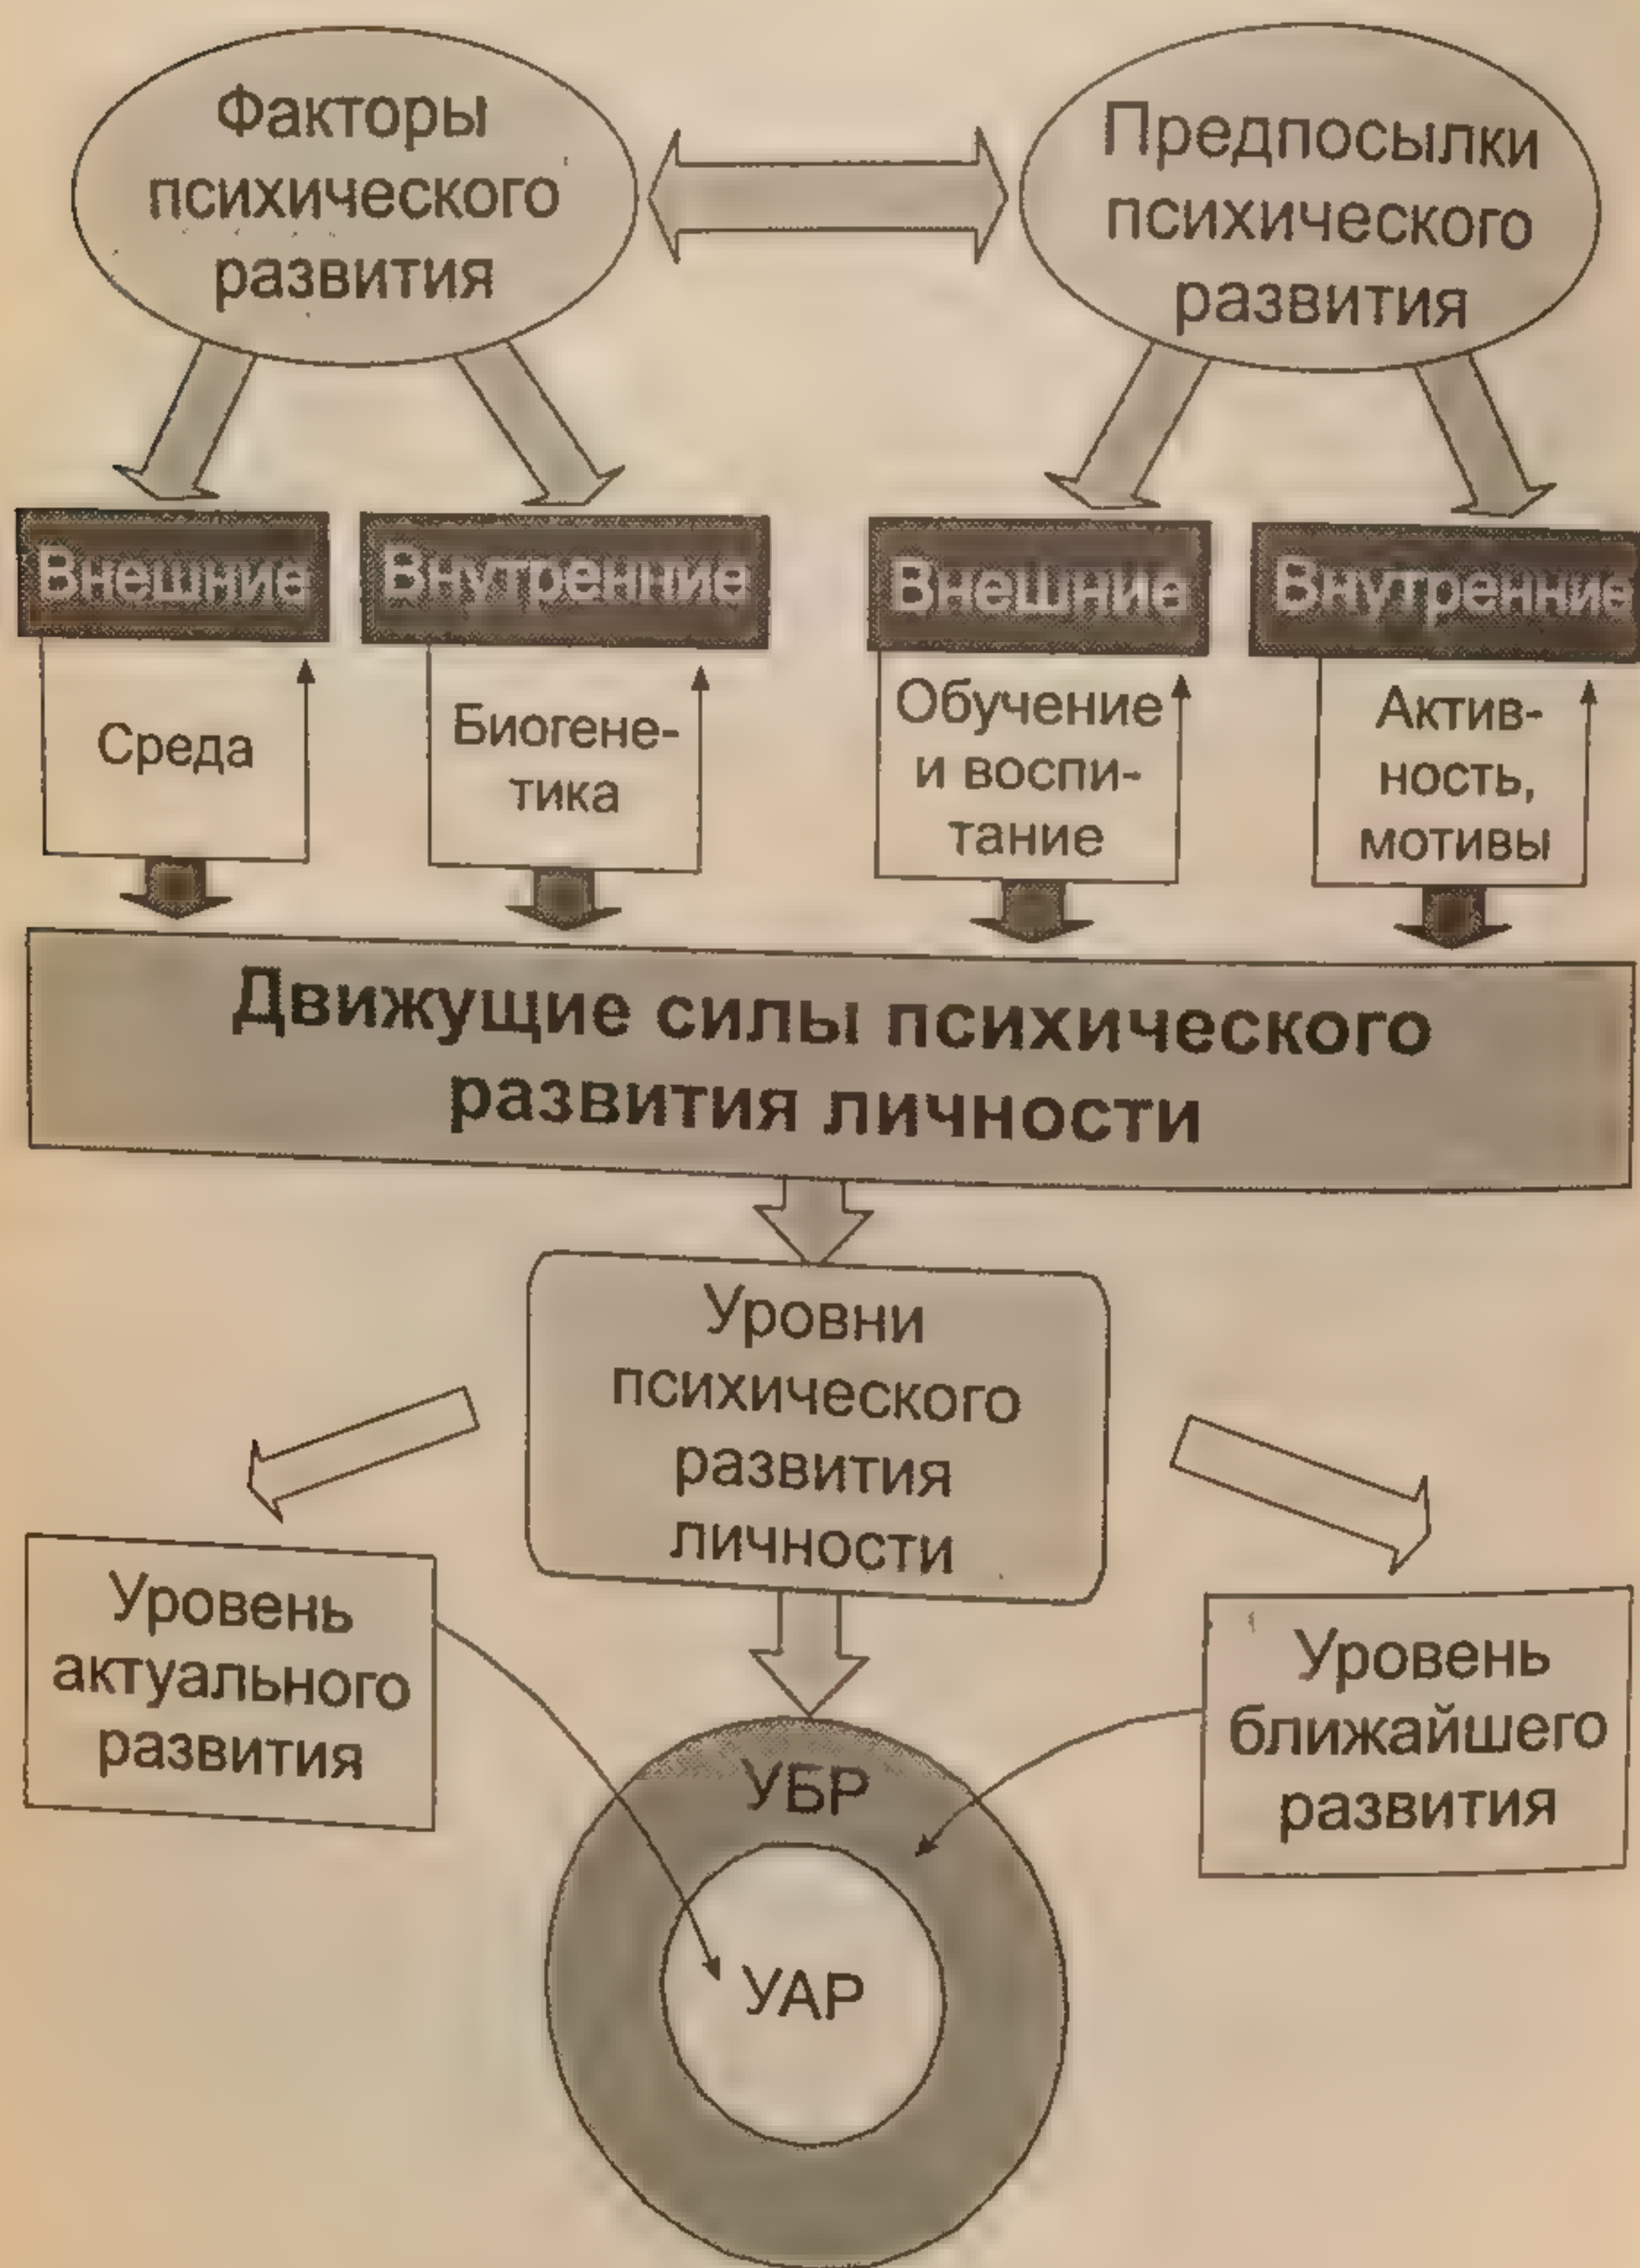 Факторы
психического
развития
Предпосылки
психического
развития
Внешние
Внутренние
Внешние
Внутренние
Среда
Биогене-
тика
Обучение
и воспи-
тание
Актив-
ность,
мотивы
Движущие силы психического
развития личности
Уровни
психического
развития
личности
Уровень
актуального
развития
Уровень
ближайшего
развития
УБР
УАР